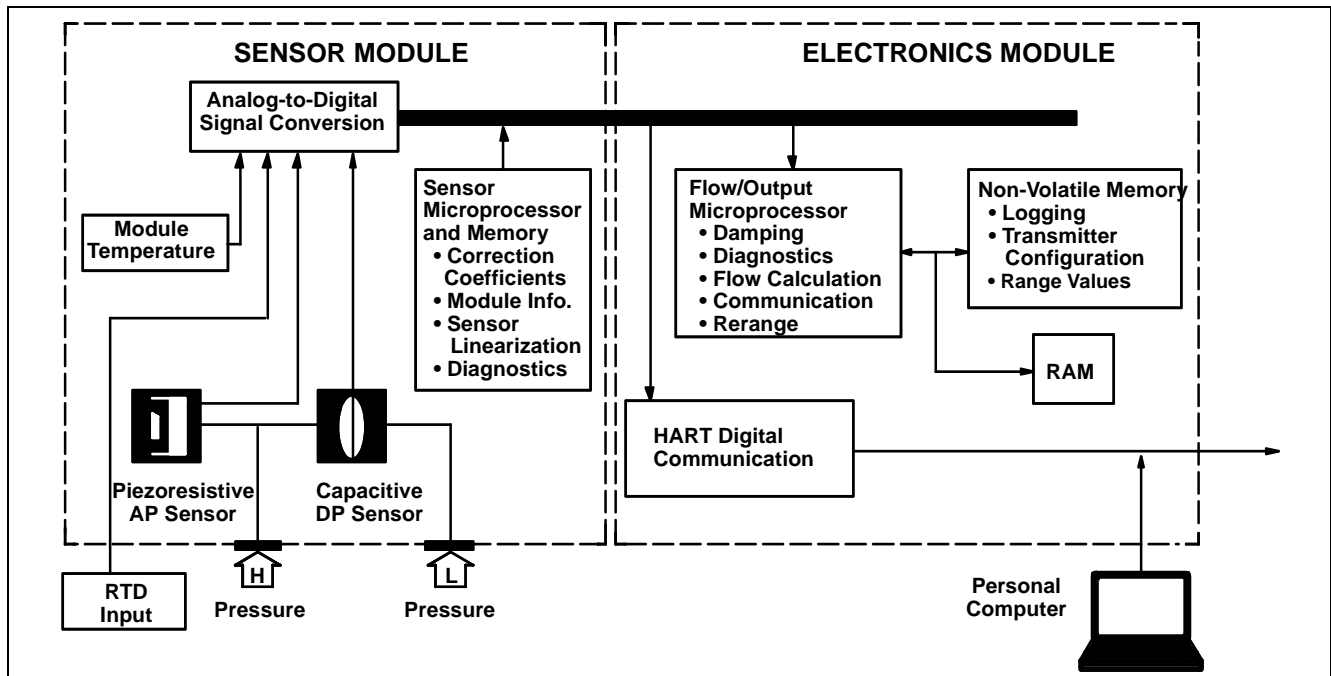 SENSOR MODULE
Analog-to-Digital
Signal Conversion
Module
Temperature
Sensor
Microprocessor
and Memory
• Correction
Coefficients
• Module Info.
• Sensor
Linearization
• Diagnostics
Piezoresistive
AP Sensor
Capacitive
DP Sensor
RTD
Input
H
Pressure
L
Pressure
ELECTRONICS MODULE
Flow/Output
Microprocessor
• Damping
• Diagnostics
• Flow Calculation
• Communication
• Rerange
Non-Volatile Memory
• Logging
• Transmitter
Configuration
• Range Values
RAM
HART Digital
Communication
Personal
Computer